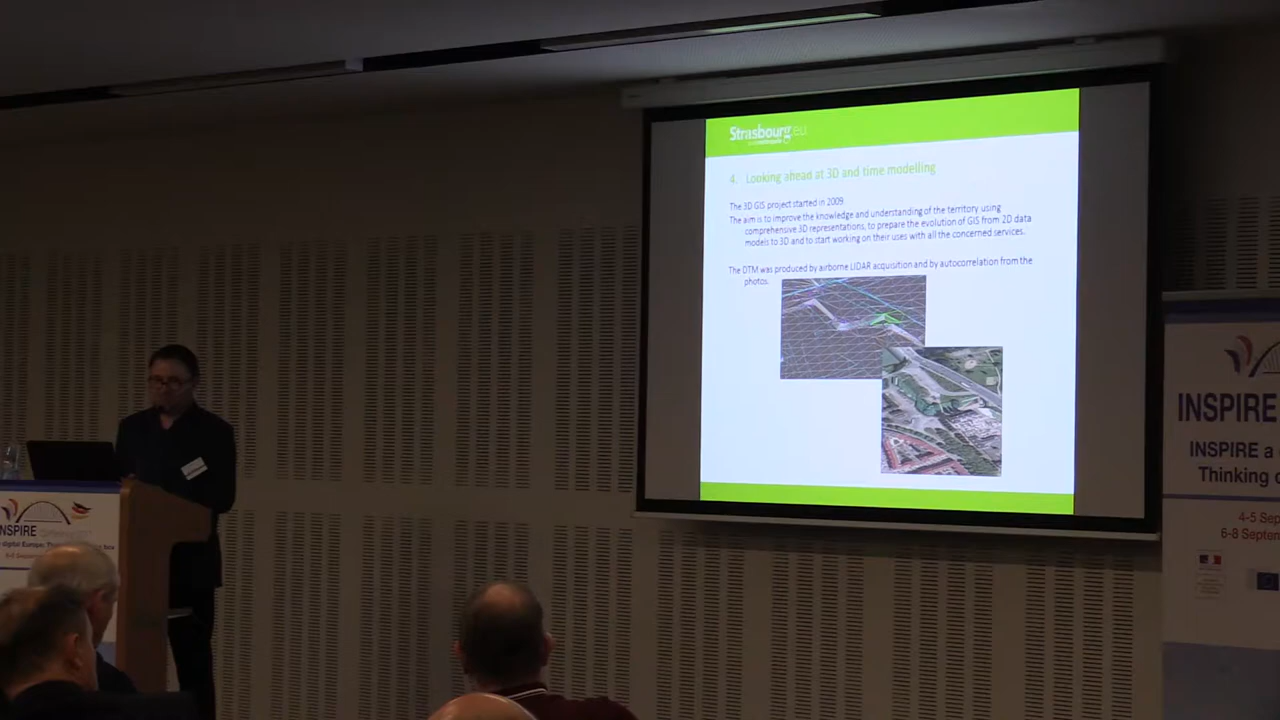 Strasbourg.eu
4. Looking ahead at 3D and time modelling
The 3D GIS project started in 2009
The aim is to improve the knowledge and understanding of the territory using
comprehensive 3D representations, to prepare the evolution of GIS from 2D data
models to 3D and to start working on their uses with all the concerned services.
The DTM was produced by airborne LIDAR acquisition and by autocorrelation from the
photos.
INSPIRE
INSPIRE a
Thinking
4-5 Sep
6-8 Septem
INSPIRE
digital Europe: